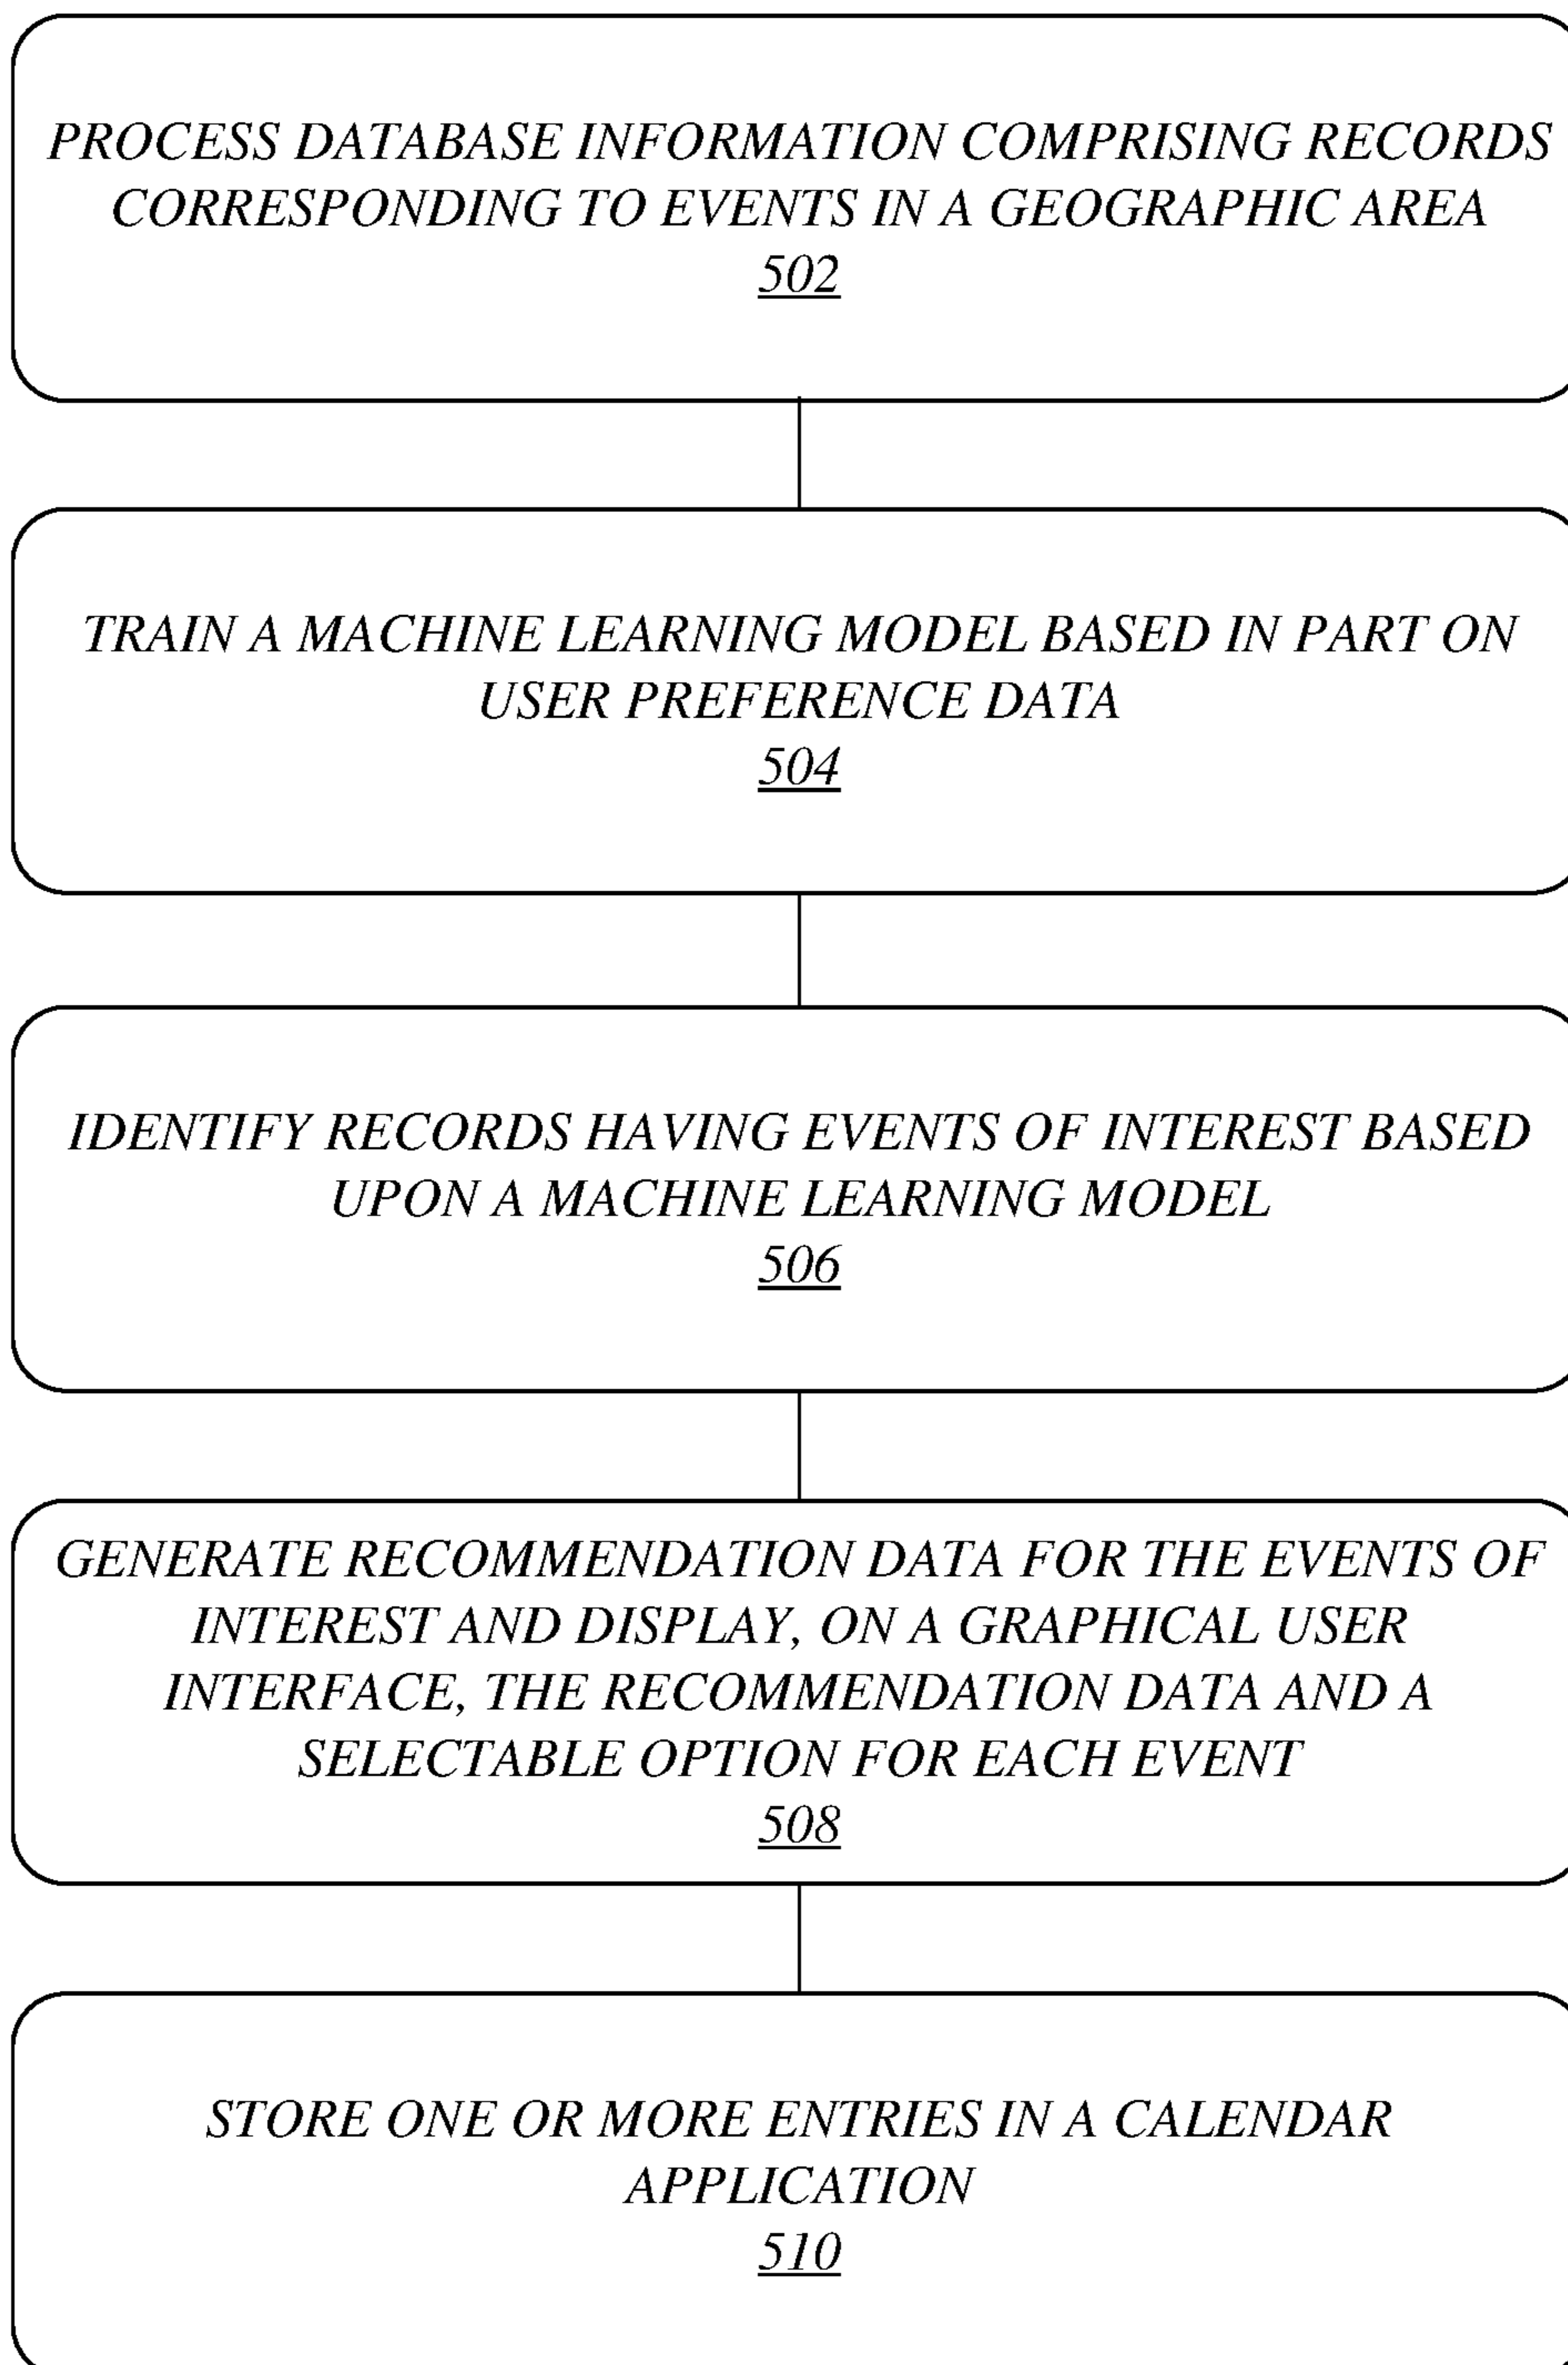 PROCESS DATABASE INFORMATION COMPRISING RECORDS
CORRESPONDING TO EVENTS IN A GEOGRAPHIC AREA
502
TRAIN A MACHINE LEARNING MODEL BASED IN PART ON
USER PREFERENCE DATA
504
IDENTIFY RECORDS HAVING EVENTS OF INTEREST BASED
UPON A MACHINE LEARNING MODEL
506
GENERATE RECOMMENDATION DATA FOR THE EVENTS OF
INTEREST AND DISPLAY, ON A GRAPHICAL USER
INTERFACE, THE RECOMMENDATION DATA AND A
SELECTABLE OPTION FOR EACH EVENT
508
STORE ONE OR MORE ENTRIES IN A CALENDAR
APPLICATION
510